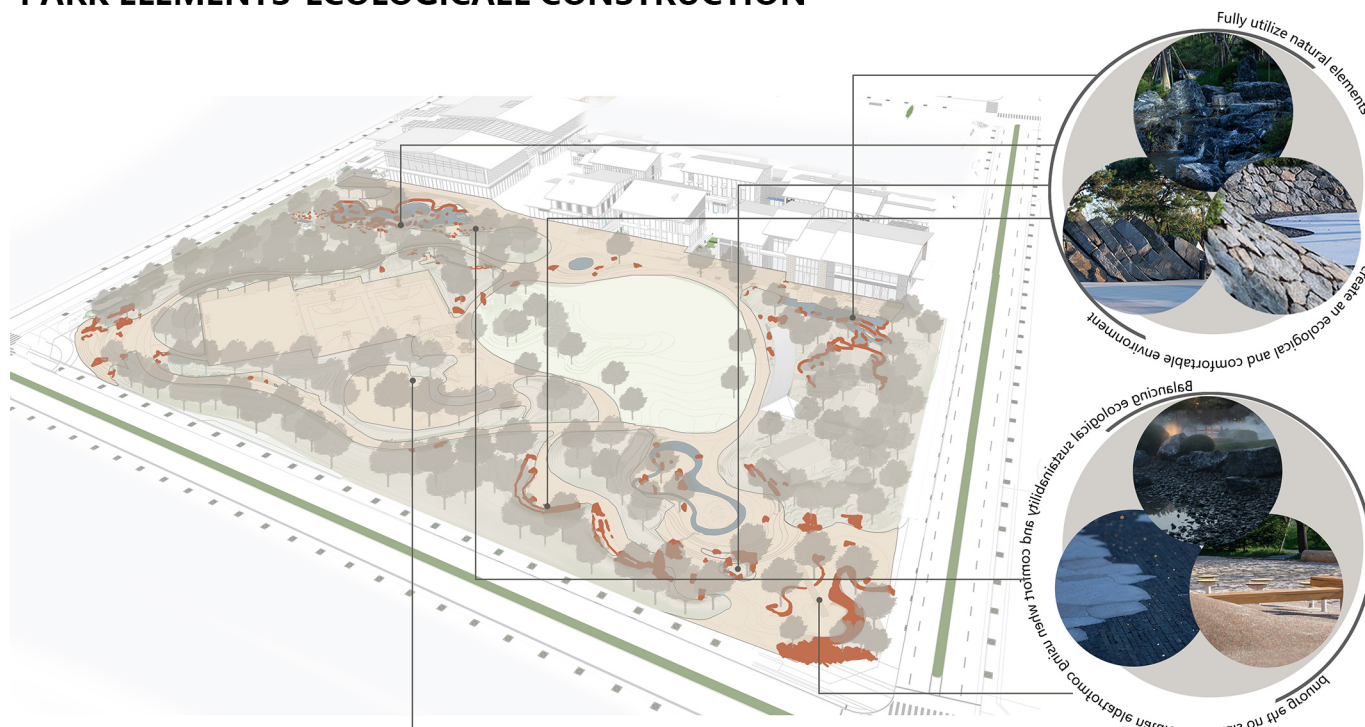 PARK ELEMENTS-ECOLOGICALL CONSTRUCTION
Fully utilize natural elements
create an ecological and comfortable environment
Balancing ecological sustainability and comfort when using comfortable
on the ground